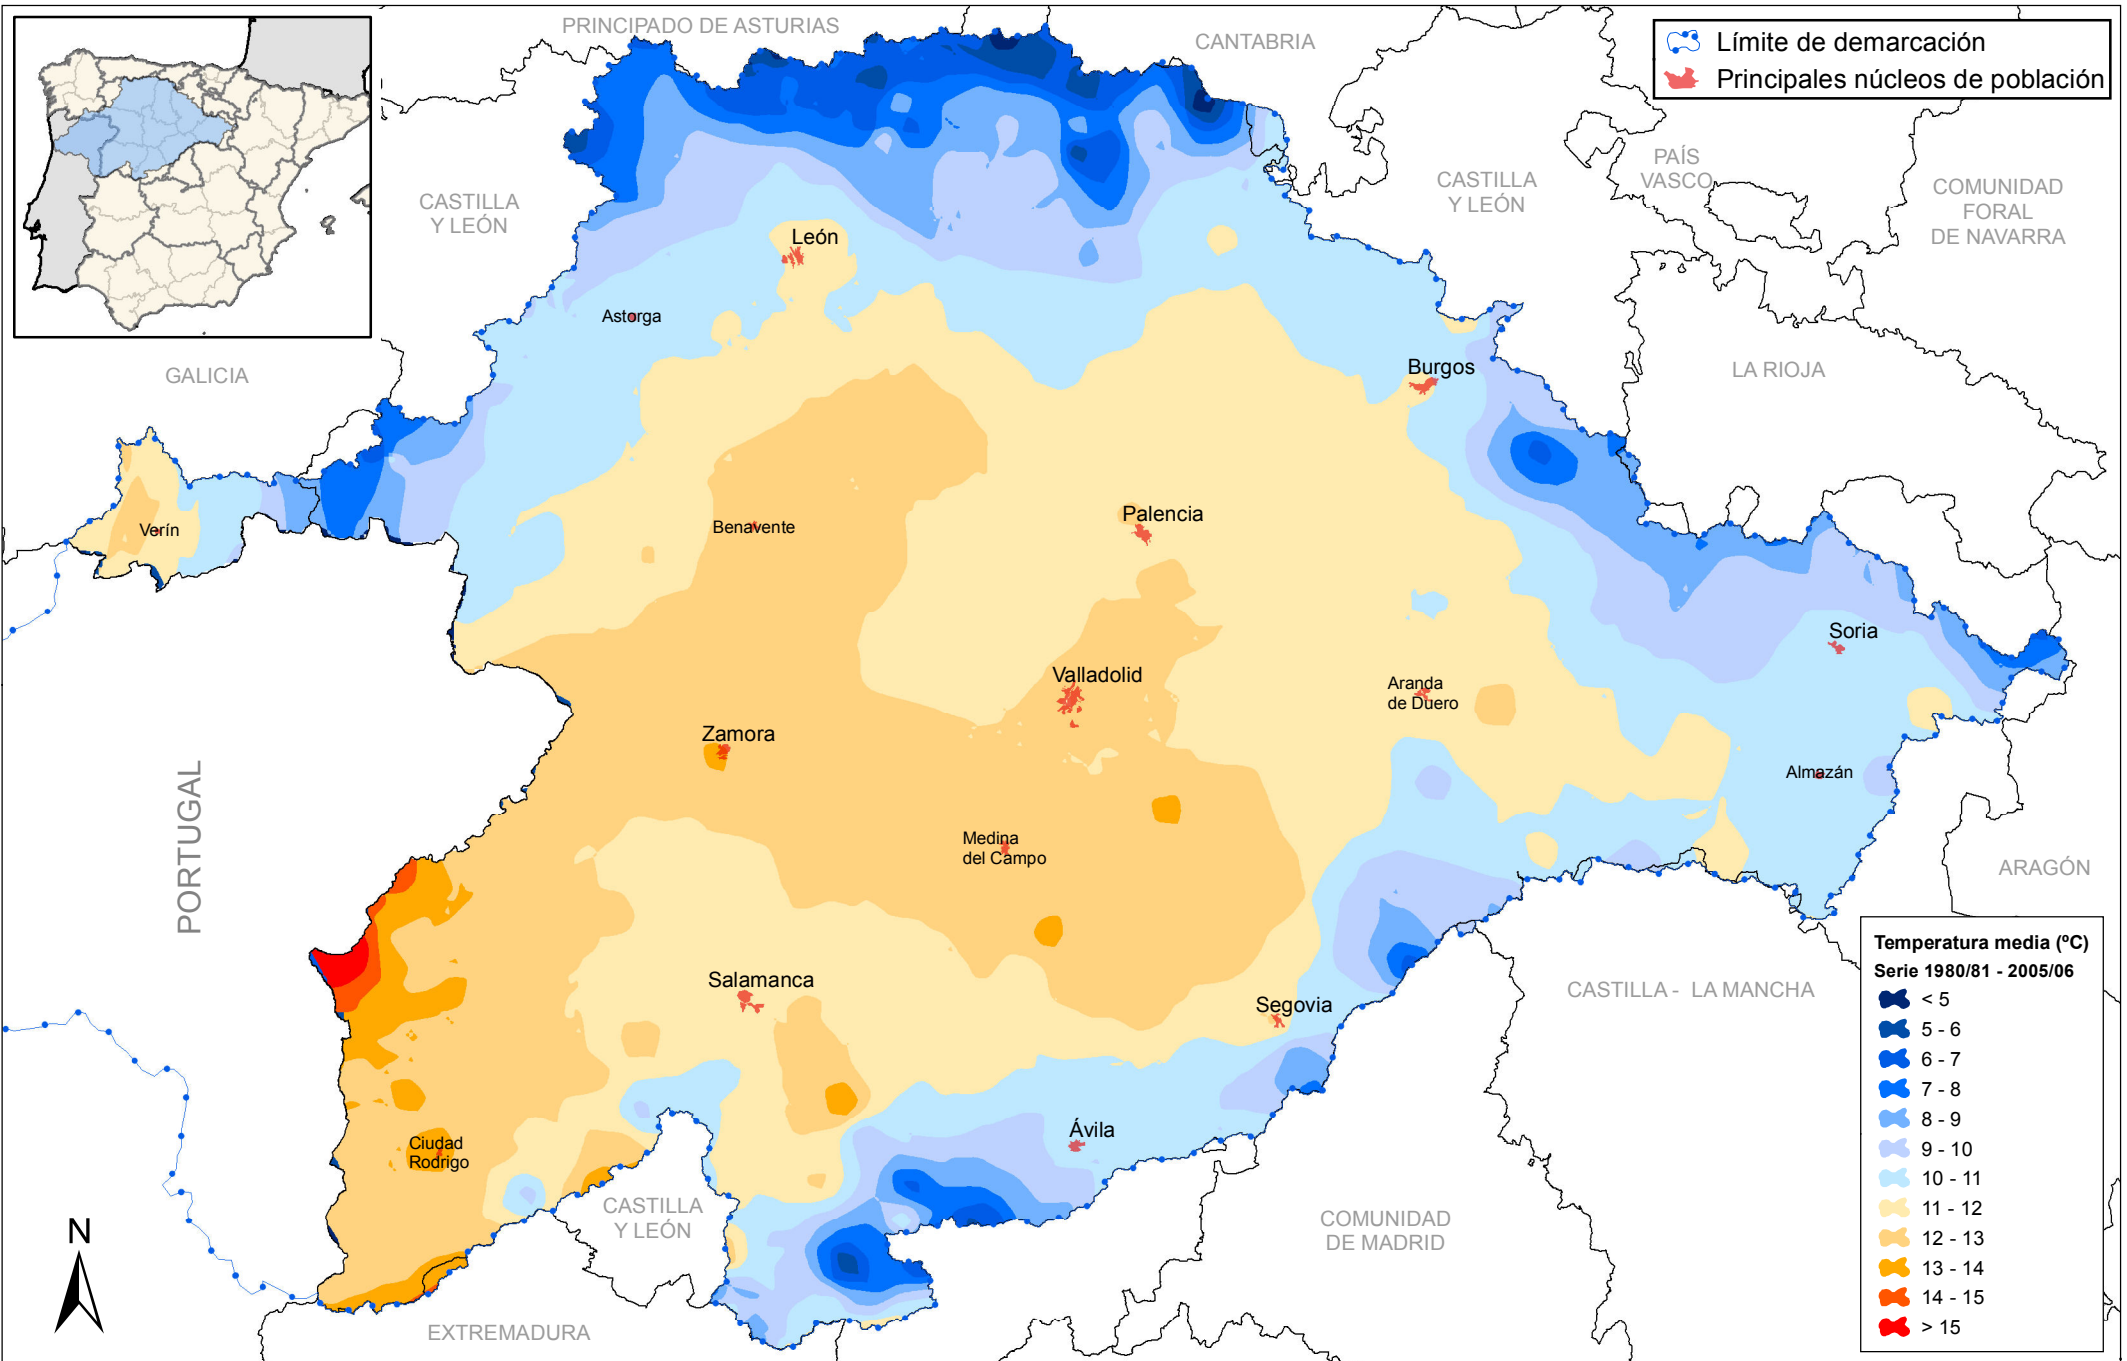 PRINCIPADO DE ASTURIAS
CANTABRIA
Límite de demarcación
Principales núcleos de población
PAÍS
VASCO
CASTILLA
Y LEÓN
CASTILLA
Y LEÓN
COMUNIDAD
FORAL
DE NAVARRA
León
Astorga
GALICIA
Burgos
LA RIOJA
Verín
Benavente
Palencia
Soria
Valladolid
Aranda
de Duero
Zamora
Almazán
PORTUGAL
Medina
del Campo
ARAGÓN
Salamanca
Segovia
CASTILLA - LA MANCHA
Ávila
Ciudad
Rodrigo
CASTILLA
Y LEÓN
COMUNIDAD
DE MADRID
EXTREMADURA
N
Temperatura media (ºC)
Serie 1980/81 - 2005/06
< 5
5 - 6
6 - 7
7 - 8
8 - 9
9 - 10
10 - 11
11 - 12
12 - 13
13 - 14
14 - 15
> 15